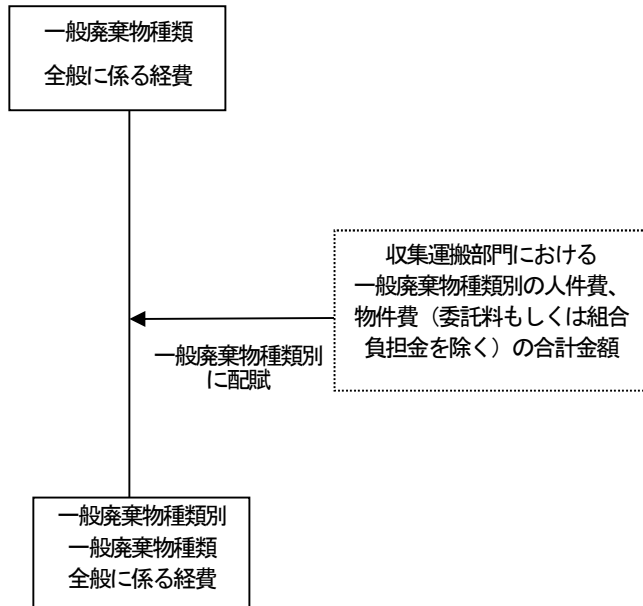 一般廃棄物種類
全般に係る経費
収集運搬部門における
一般廃棄物種類別の人件費、
物件費（委託料もしくは組合
負担金を除く）の合計金額
一般廃棄物種類別
に配賦
一般廃棄物種類別
一般廃棄物種類
全般に係る経費